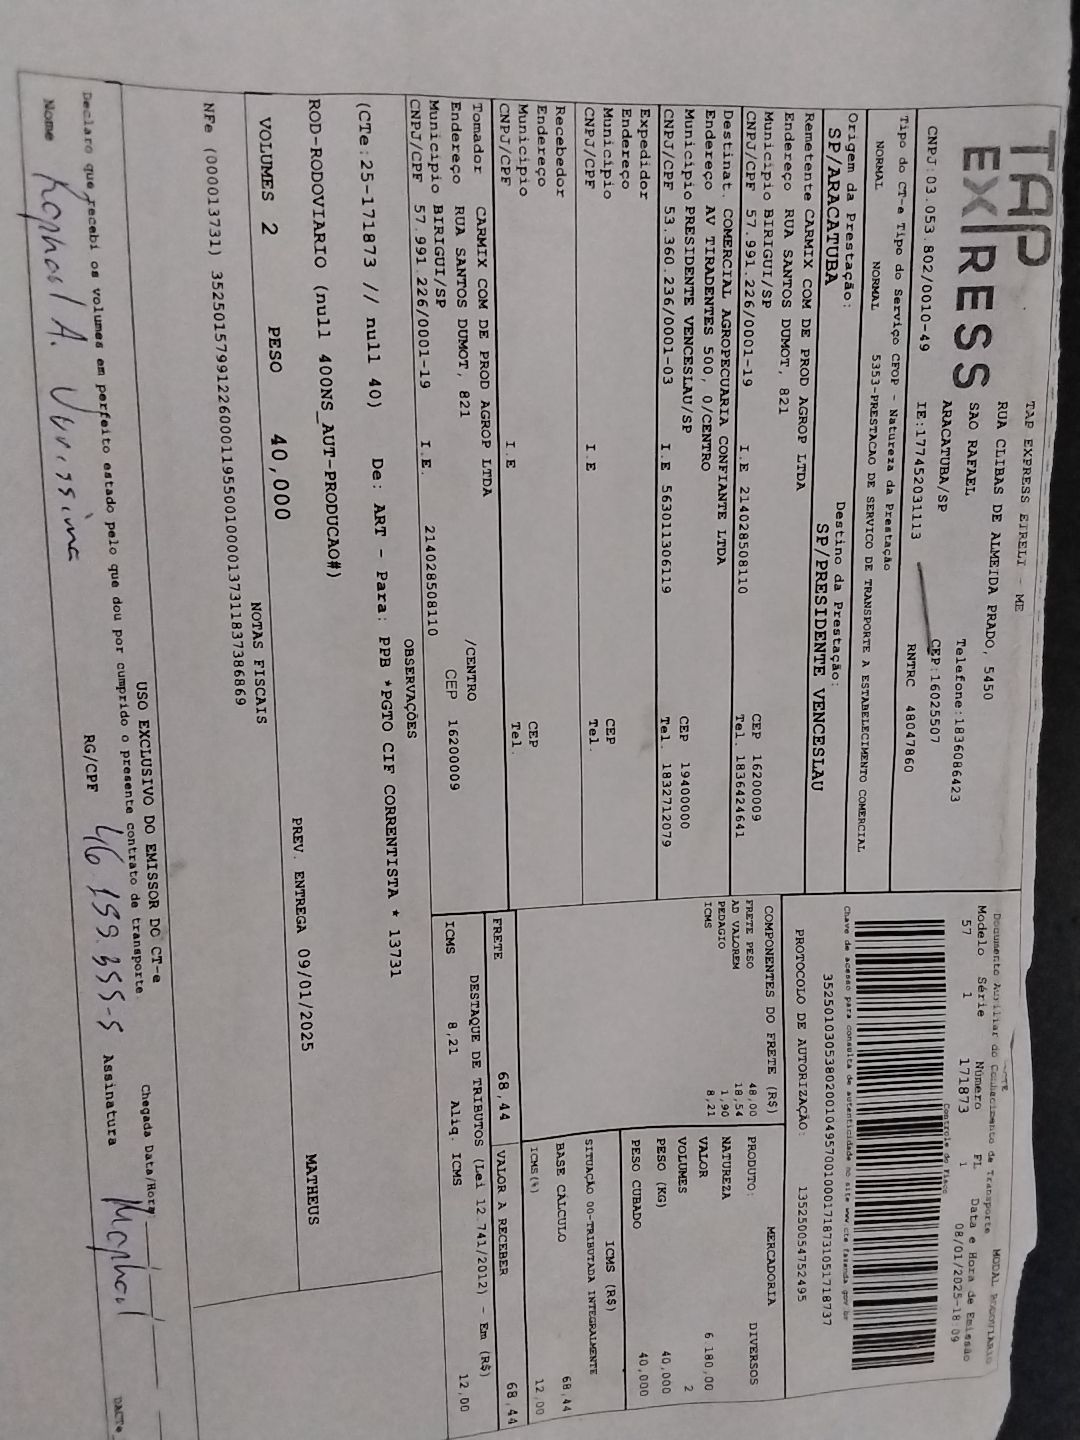 TAP
EXPRESS
TAP EXPRESS EIRELI - ME
RUA CLIBAS DE ALMEIDA PRADO, 5450
SAO RAFAEL Telefone:1836086423
ARACATUBA/SP CEP:16025507
CNPJ:03.053.802/0010-49 IE:177452031113 RNTRC 48047860
Tipo do CT-e Tipo do Serviço CFOP - Natureza da Prestação
NORMAL NORMAL 5353-PRESTACAO DE SERVICO DE TRANSPORTE A ESTABELECIMENTO COMERCIAL
Origem da Prestação: Destino da Prestação:
SP/ARACATUBA SP/PRESIDENTE VENCESLAU
Remetente CARMIX COM DE PROD AGROP LTDA
Endereço RUA SANTOS DUMOT, 821
Município BIRIGUI/SP CEP 16200009
CNPJ/CPF 57.991.226/0001-19 I.E 214028508110 Tel. 1836424641
Destinat. COMERCIAL AGROPECUARIA CONFIANTE LTDA
Endereço AV TIRADENTES 500, 0/CENTRO
Município PRESIDENTE VENCESLAU/SP CEP 19400000
CNPJ/CPF 53.360.236/0001-03 I.E 563011306119 Tel. 1832712079
Expedidor
Endereço
Município CEP
CNPJ/CPF I.E Tel.
Recebedor
Endereço
Município CEP
CNPJ/CPF I.E Tel.
Tomador CARMIX COM DE PROD AGROP LTDA
Endereço RUA SANTOS DUMOT, 821 /CENTRO
Município BIRIGUI/SP CEP 16200009
CNPJ/CPF 57.991.226/0001-19 I.E. 214028508110
Documento Auxiliar do Conhecimento de Transporte MODAL RODOVIARIO
Modelo Série Número FL Data e Hora de Emissão
57 1 171873 1 08/01/2025-18:09
Controle do Fisco
Chave de acesso para consulta de autenticidade no site www.cte.fazenda.gov.br
35250103053802001049570010001718731051718737
PROTOCOLO DE AUTORIZAÇÃO: 135250054752495
COMPONENTES DO FRETE (R$)
FRETE PESO 48,00
AD VALOREM 18,54
PEDAGIO 1,90
ICMS 8,21
MERCADORIA
PRODUTO: DIVERSOS
NATUREZA
VALOR 6.180,00
VOLUMES 2
PESO (KG) 40,000
PESO CUBADO 40,000
ICMS (R$)
SITUAÇÃO 00-TRIBUTADA INTEGRALMENTE
BASE CÁLCULO 68,44
ICMS(%) 12,00
FRETE 68,44 VALOR A RECEBER 68,44
DESTAQUE DE TRIBUTOS (Lei 12.741/2012) - Em (R$)
ICMS 8,21 Aliq. ICMS 12,00
OBSERVAÇÕES
(CTe:25-171873 // null 40) De: ART - Para: PPB *PGTO CIF CORRENTISTA * 13731
ROD-RODOVIARIO (null 400NS_AUT-PRODUCAO#)
PREV. ENTREGA 09/01/2025 MATHEUS
VOLUMES 2 PESO 40,000
NOTAS FISCAIS
NFe (000013731) 35250157991226000119550010000137311837386869
USO EXCLUSIVO DO EMISSOR DO CT-e
Declaro que recebi os volumes em perfeito estado pelo que dou por cumprido o presente contrato de transporte.
Chegada Data/Hora
Nome RG/CPF 46.199.355-5 Assinatura
DACTe